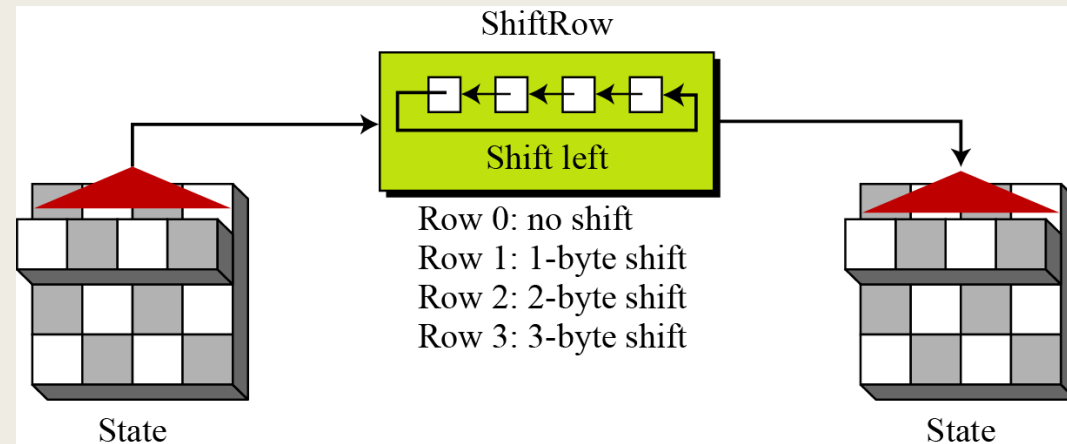 ShiftRow
Shift left
Row 0: no shift
Row 1: 1-byte shift
Row 2: 2-byte shift
Row 3: 3-byte shift
State
State